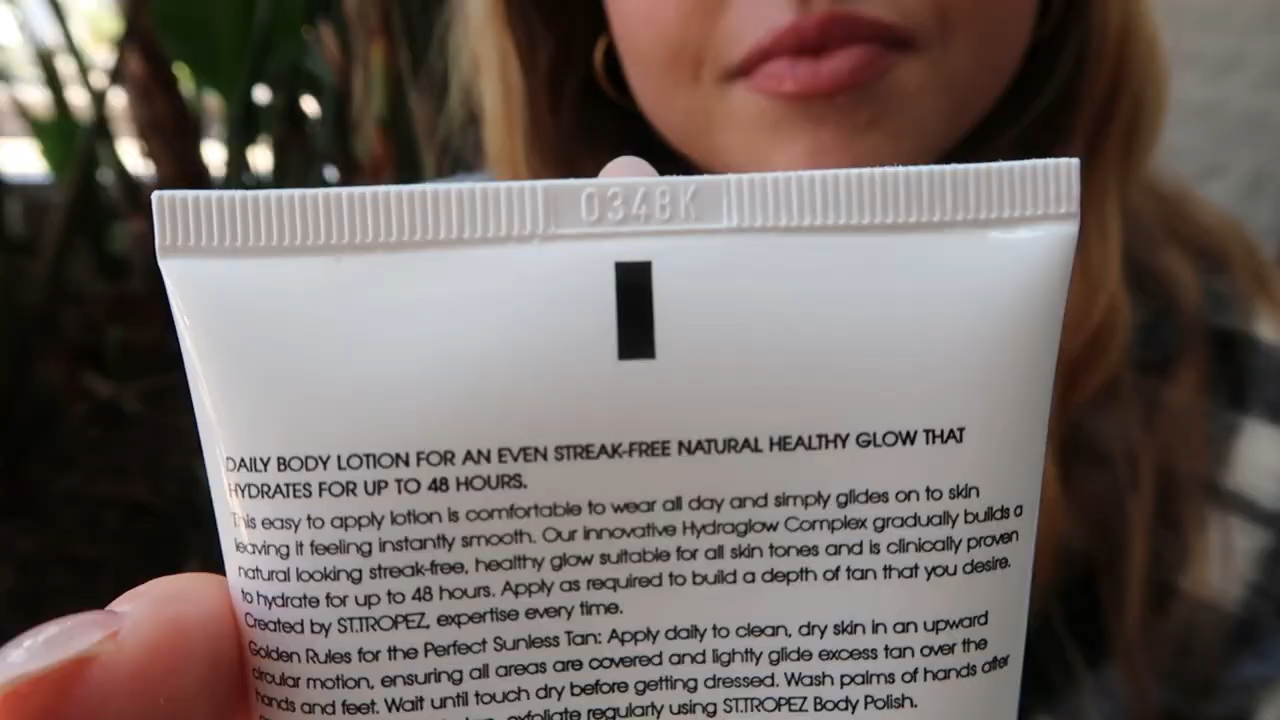 0348K
DAILY BODY LOTION FOR AN EVEN STREAK-FREE NATURAL HEALTHY GLOW THAT
HYDRATES FOR UP TO 48 HOURS.
This easy to apply lotion is comfortable to wear all day and simply glides on to skin
leaving it feeling instantly smooth. Our innovative Hydraglow Complex gradually builds a
natural looking streak-free, healthy glow suitable for all skin tones and is clinically proven
to hydrate for up to 48 hours. Apply as required to build a depth of tan that you desire.
Created by ST.TROPEZ, expertise every time.
Golden Rules for the Perfect Sunless Tan: Apply daily to clean, dry skin in an upward
circular motion, ensuring all areas are covered and lightly glide excess tan over the
hands and feet. Wait until touch dry before getting dressed. Wash palms of hands after
exfoliate regularly using ST.TROPEZ Body Polish.